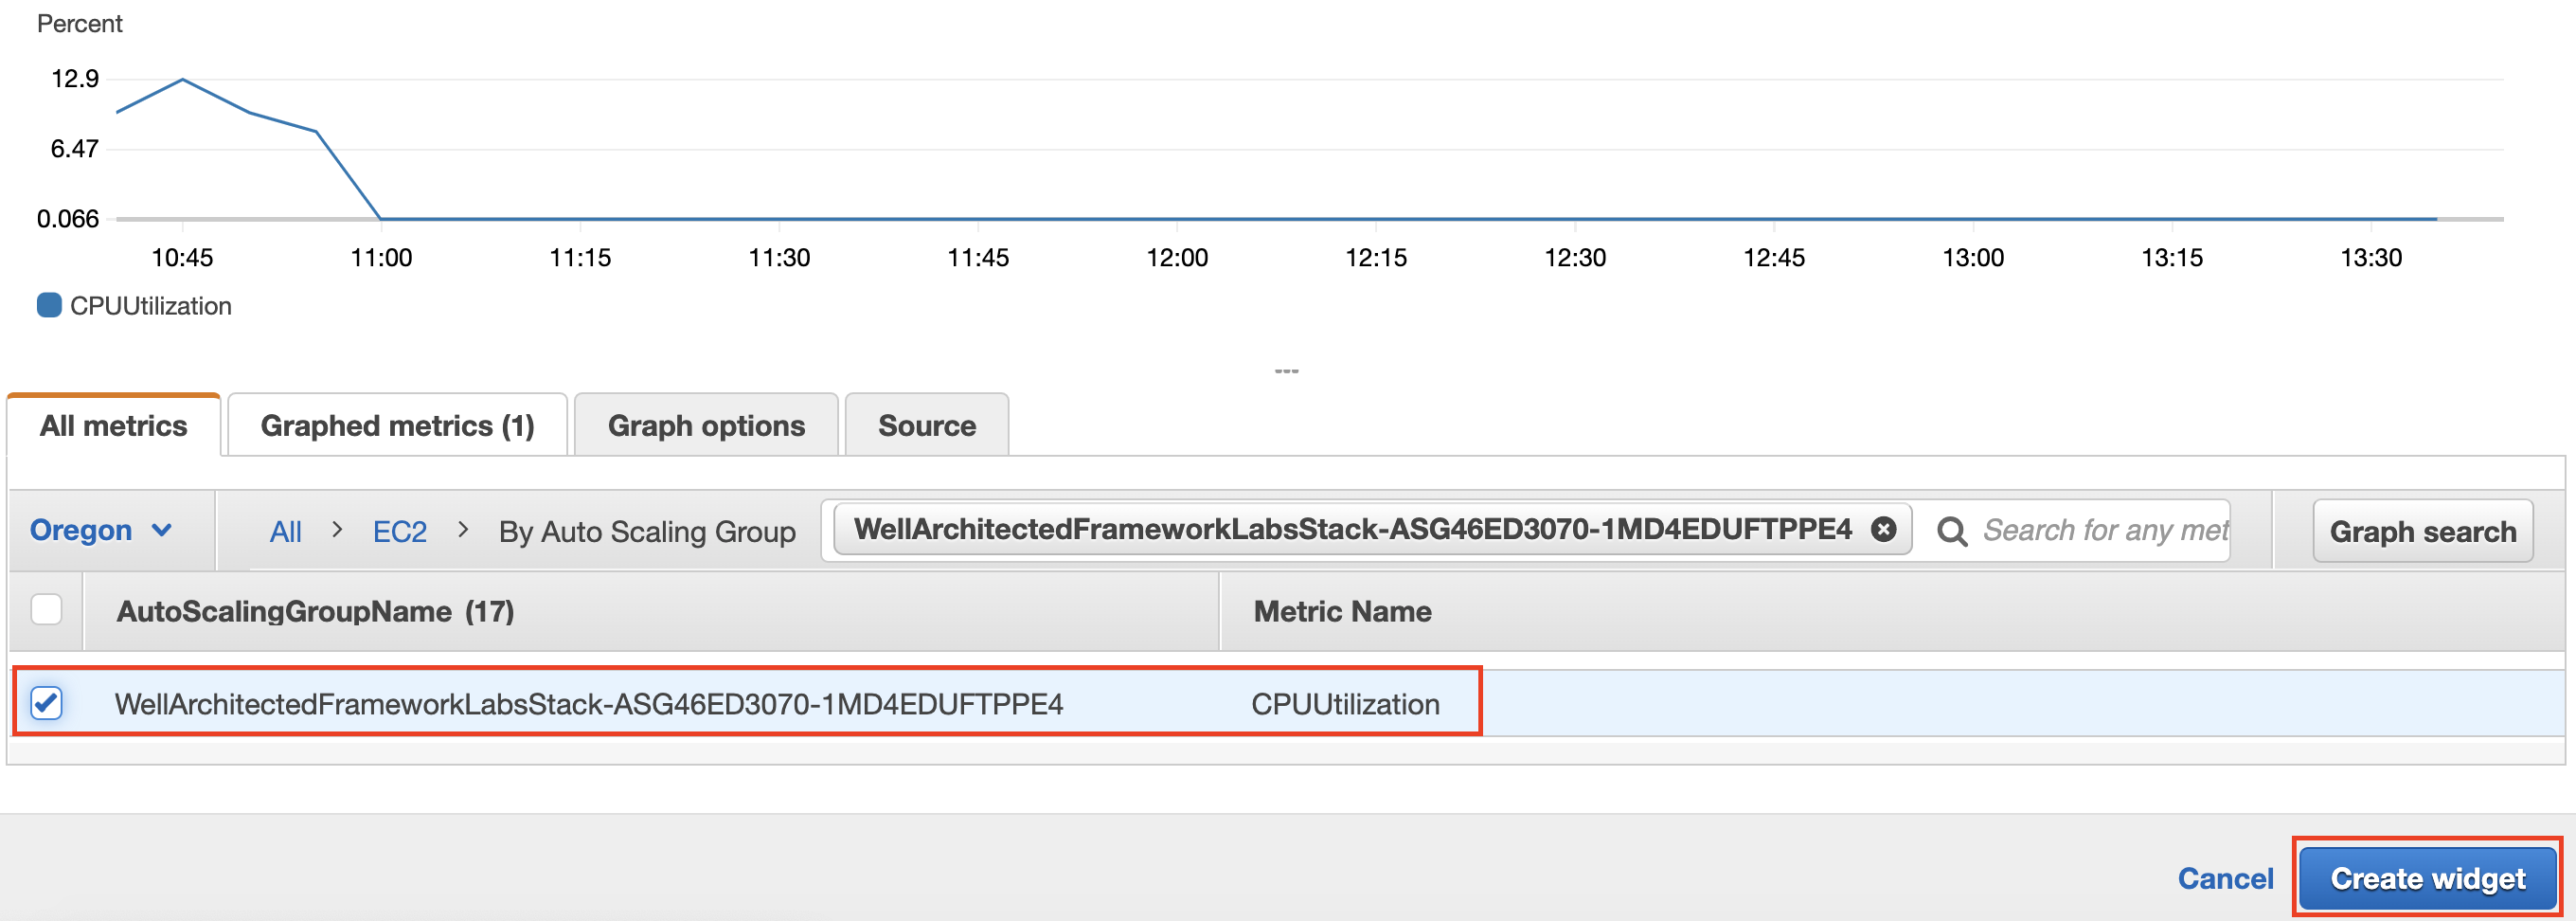 Percent
12.9
6.47
0.066
10:45 11:00 11:15 11:30 11:45 12:00 12:15 12:30 12:45 13:00 13:15 13:30
CPUUtilization
All metrics Graphed metrics (1) Graph options Source
Oregon All > EC2 > By Auto Scaling Group WellArchitectedFrameworkLabsStack-ASG46ED3070-1MD4EDUFTPPE4 Search for any met Graph search
AutoScalingGroupName (17) Metric Name
WellArchitectedFrameworkLabsStack-ASG46ED3070-1MD4EDUFTPPE4 CPUUtilization
Cancel Create widget